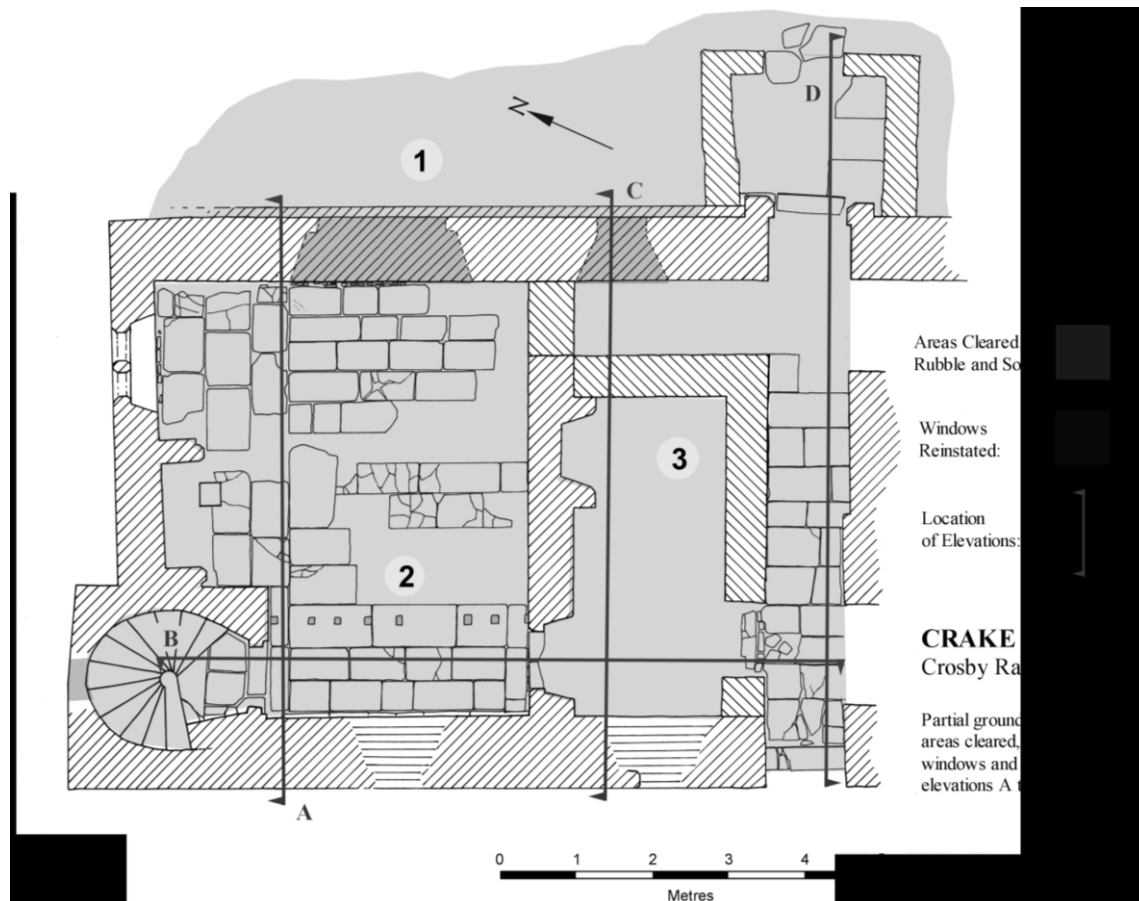 D
N
1
C
3
2
B
A
Areas Cleared
Rubble and So
Windows
Reinstated:
Location
of Elevations:
CRAKE
Crosby Ra
Partial ground
areas cleared,
windows and
elevations A t
0 1 2 3 4
Metres